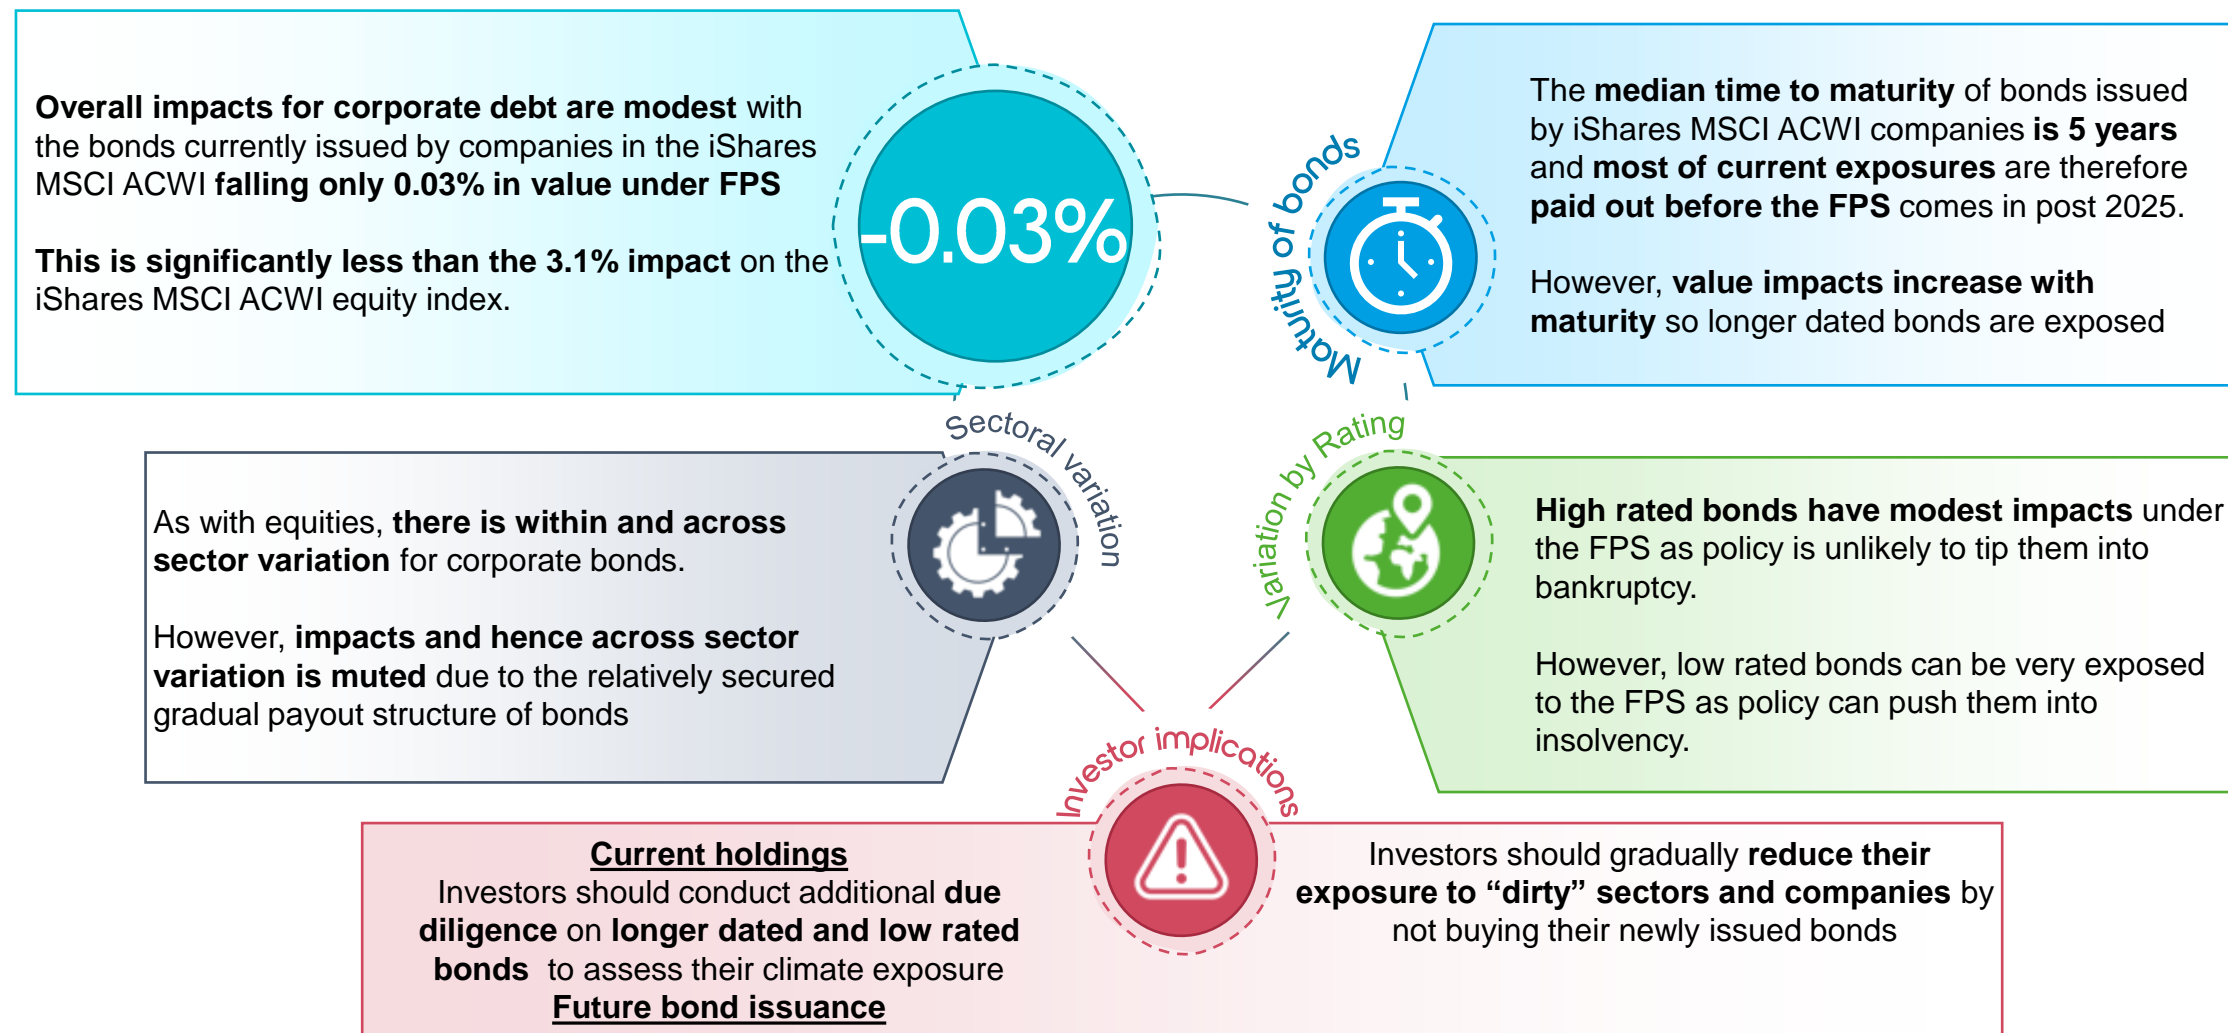 Overall impacts for corporate debt are modest with
the bonds currently issued by companies in the iShares
MSCI ACWI falling only 0.03% in value under FPS
This is significantly less than the 3.1% impact on the
iShares MSCI ACWI equity index.
-0.03%
Maturity of bonds
The median time to maturity of bonds issued
by iShares MSCI ACWI companies is 5 years
and most of current exposures are therefore
paid out before the FPS comes in post 2025.
However, value impacts increase with
maturity so longer dated bonds are exposed
Sectoral variation
As with equities, there is within and across
sector variation for corporate bonds.
However, impacts and hence across sector
variation is muted due to the relatively secured
gradual payout structure of bonds
Variation by Rating
High rated bonds have modest impacts under
the FPS as policy is unlikely to tip them into
bankruptcy.
However, low rated bonds can be very exposed
to the FPS as policy can push them into
insolvency.
Investor implications
Current holdings
Investors should conduct additional due
diligence on longer dated and low rated
bonds to assess their climate exposure
Future bond issuance
Investors should gradually reduce their
exposure to “dirty” sectors and companies by
not buying their newly issued bonds